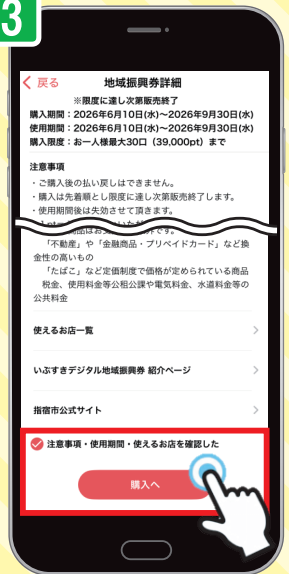 3
戻る 地域振興券詳細
※限度に達し次第販売終了
購入期間：2026年6月10日(水)～2026年9月30日(水)
使用期間：2026年6月10日(水)～2026年9月30日(水)
購入限度：お一人様最大30口（39,000pt）まで
注意事項
・ご購入後の払い戻しはできません。
・購入は先着順とし限度に達し次第販売終了します。
・使用期間後は失効させて頂きます。
「不動産」や「金融商品・プリペイドカード」など換
金性の高いもの
「たばこ」など定価制度で価格が定められている商品
税金、使用料金等公租公課や電気料金、水道料金等の
公共料金
使えるお店一覧
いぶすきデジタル地域振興券 紹介ページ
指宿市公式サイト
注意事項・使用期間・使えるお店を確認した
購入へ